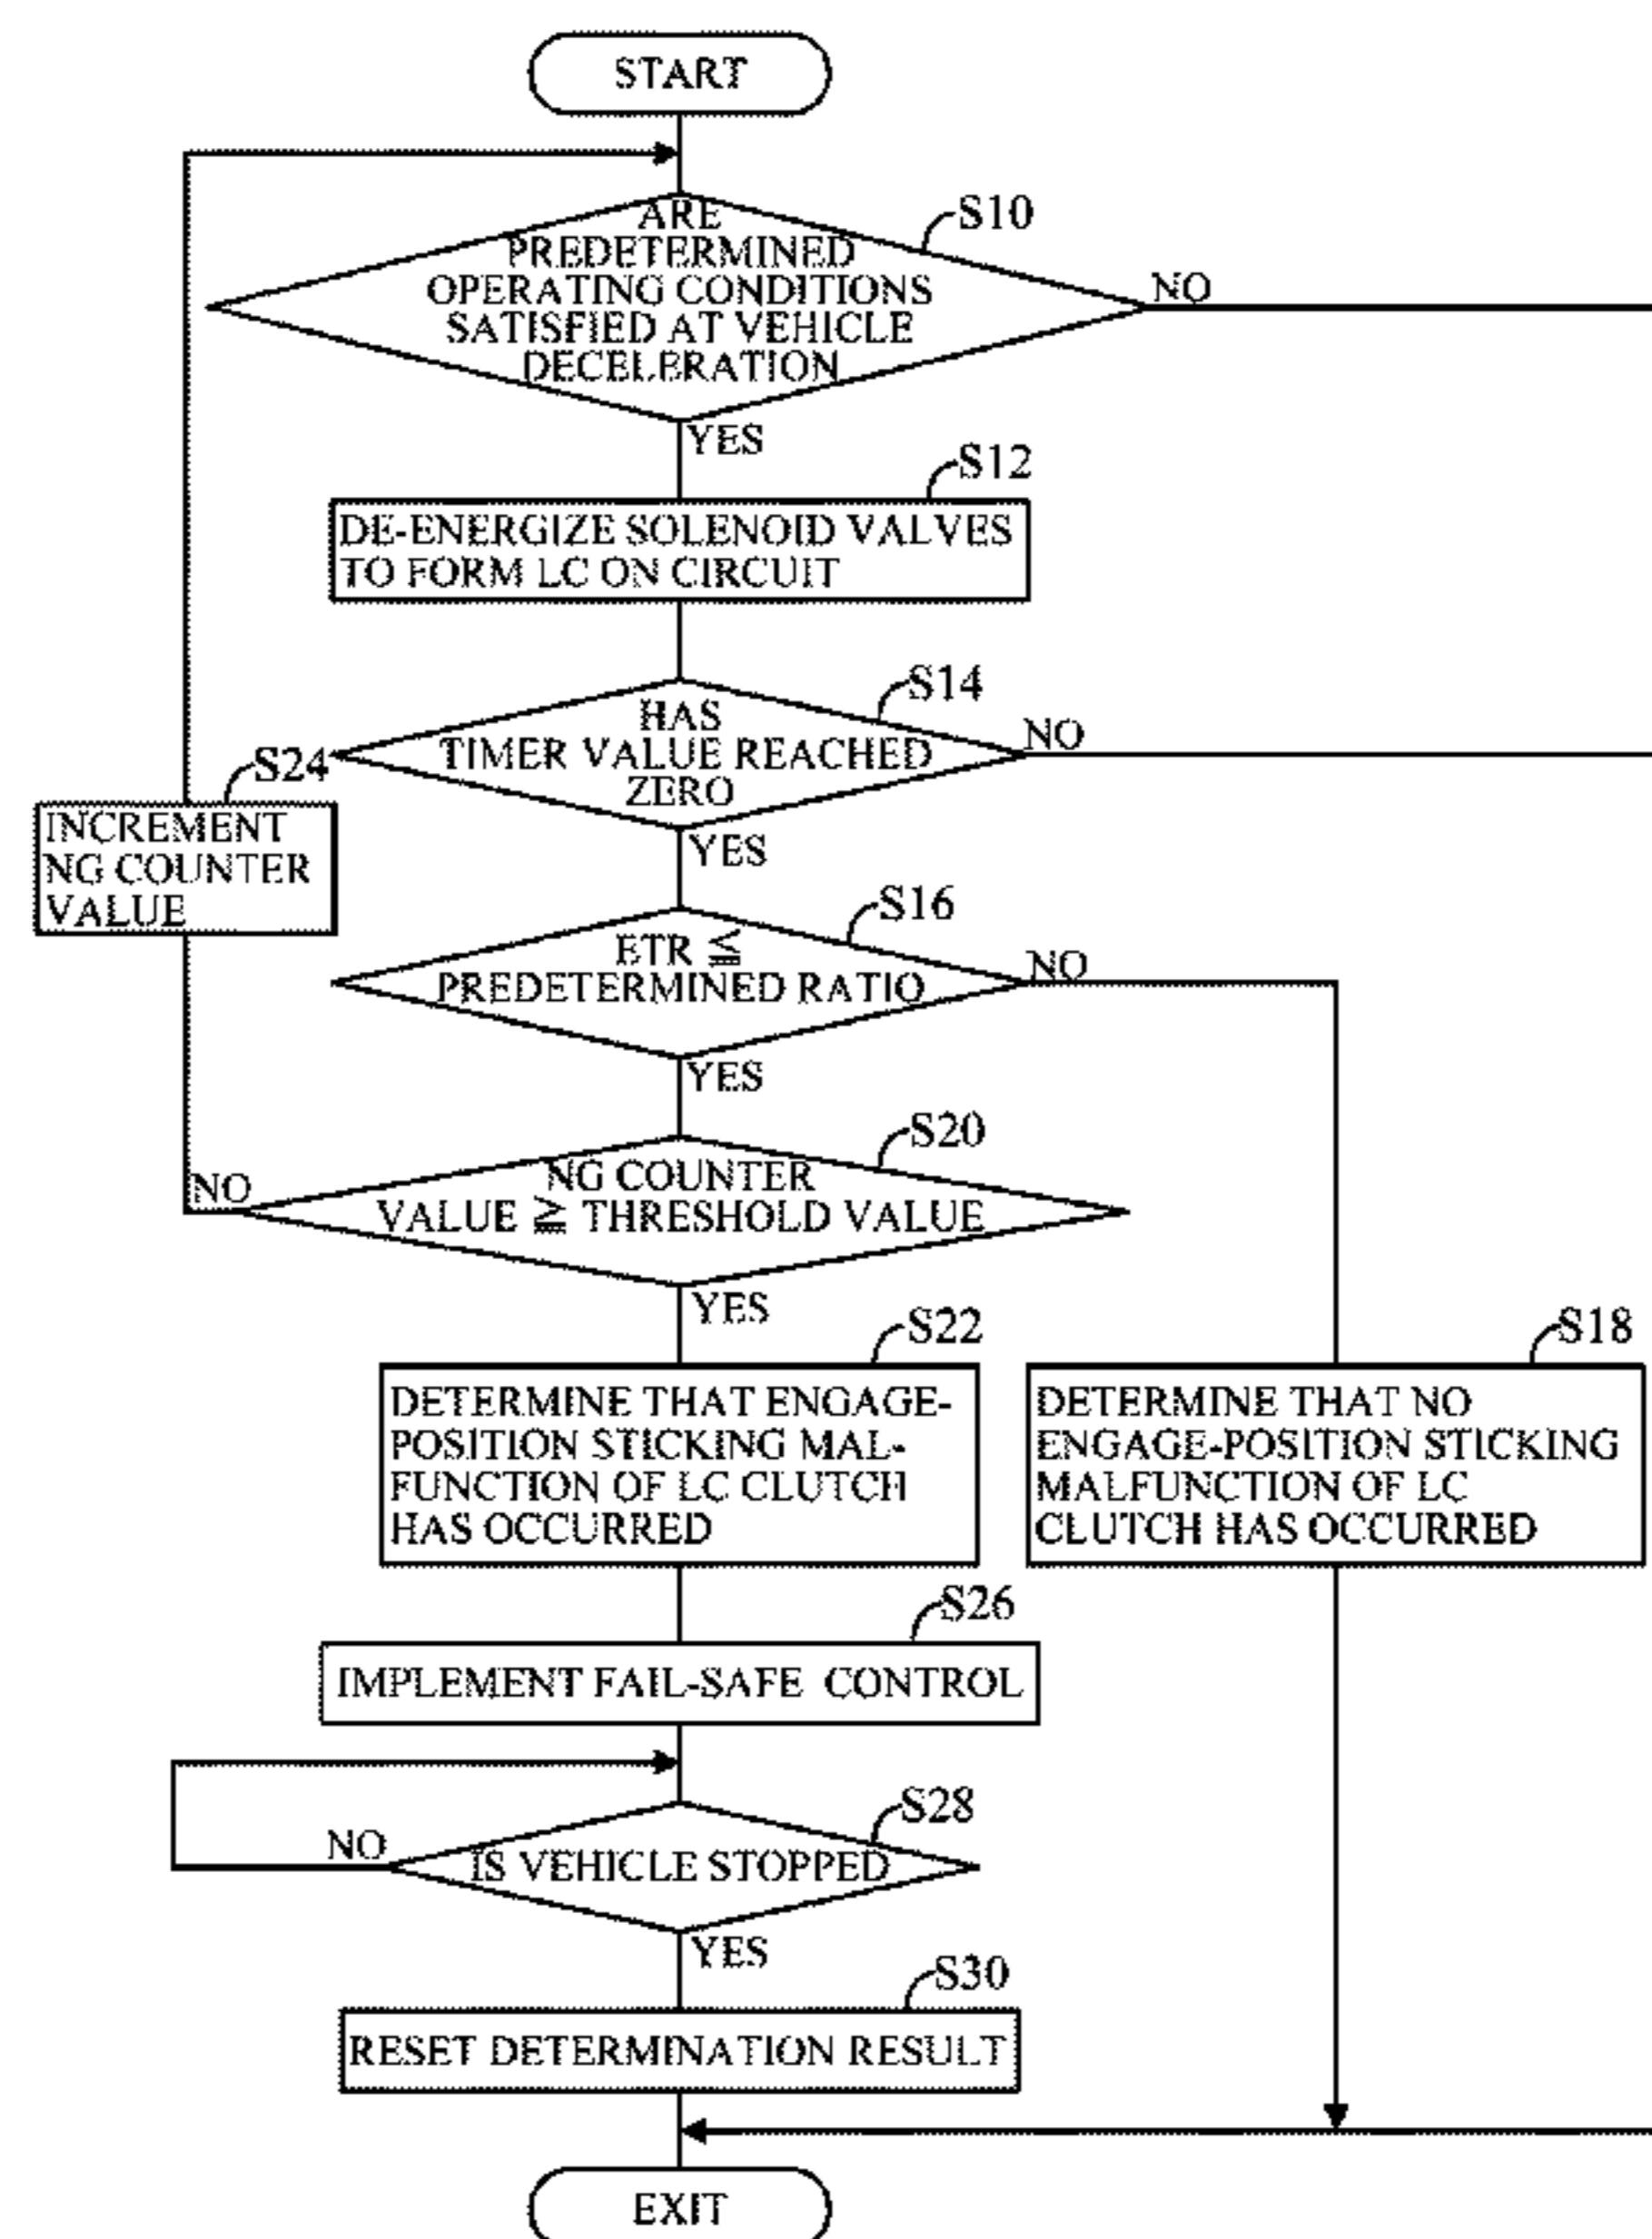 START
S10
ARE
PREDETERMINED
OPERATING CONDITIONS
SATISFIED AT VEHICLE
DECELERATION
NO
YES
S12
DE-ENERGIZE SOLENOID VALVES
TO FORM LC ON CIRCUIT
S14
HAS
TIMER VALUE REACHED
ZERO
NO
YES
S24
INCREMENT
NG COUNTER
VALUE
S16
ETR ≦
PREDETERMINED RATIO
NO
YES
S20
NG COUNTER
VALUE ≧ THRESHOLD VALUE
NO
YES
S22
DETERMINE THAT ENGAGE-
POSITION STICKING MAL-
FUNCTION OF LC CLUTCH
HAS OCCURRED
S18
DETERMINE THAT NO
ENGAGE-POSITION STICKING
MALFUNCTION OF LC
CLUTCH HAS OCCURRED
S26
IMPLEMENT FAIL-SAFE CONTROL
S28
IS VEHICLE STOPPED
NO
YES
S30
RESET DETERMINATION RESULT
EXIT